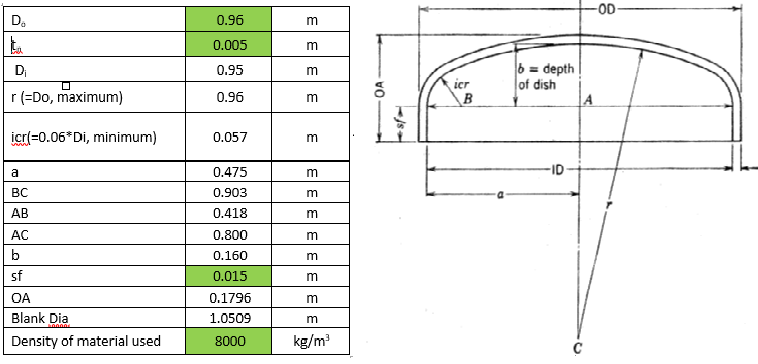 Dₒ 0.96 m
tₙ 0.005 m
Dᵢ 0.95 m
r (=Do, maximum) 0.96 m
icr(=0.06*Di, minimum) 0.057 m
a 0.475 m
BC 0.903 m
AB 0.418 m
AC 0.800 m
b 0.160 m
sf 0.015 m
OA 0.1796 m
Blank Dia 1.0509 m
Density of material used 8000 kg/m³
OD
OA
b = depth
of dish
icr
B
A
sf
ID
a
r
C